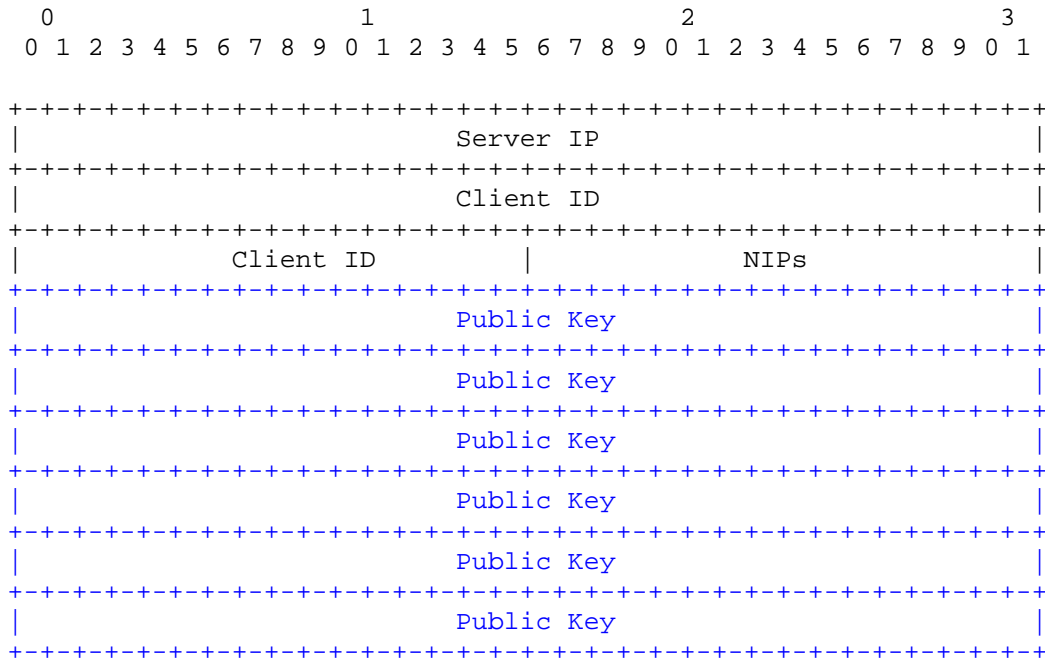 0                   1                   2                   3
 0 1 2 3 4 5 6 7 8 9 0 1 2 3 4 5 6 7 8 9 0 1 2 3 4 5 6 7 8 9 0 1
+-+-+-+-+-+-+-+-+-+-+-+-+-+-+-+-+-+-+-+-+-+-+-+-+-+-+-+-+-+-+-+-+
|                           Server IP                           |
+-+-+-+-+-+-+-+-+-+-+-+-+-+-+-+-+-+-+-+-+-+-+-+-+-+-+-+-+-+-+-+-+
|                           Client ID                           |
+-+-+-+-+-+-+-+-+-+-+-+-+-+-+-+-+-+-+-+-+-+-+-+-+-+-+-+-+-+-+-+-+
|             Client ID         |             NIPs              |
+-+-+-+-+-+-+-+-+-+-+-+-+-+-+-+-+-+-+-+-+-+-+-+-+-+-+-+-+-+-+-+-+
|                           Public Key                          |
+-+-+-+-+-+-+-+-+-+-+-+-+-+-+-+-+-+-+-+-+-+-+-+-+-+-+-+-+-+-+-+-+
|                           Public Key                          |
+-+-+-+-+-+-+-+-+-+-+-+-+-+-+-+-+-+-+-+-+-+-+-+-+-+-+-+-+-+-+-+-+
|                           Public Key                          |
+-+-+-+-+-+-+-+-+-+-+-+-+-+-+-+-+-+-+-+-+-+-+-+-+-+-+-+-+-+-+-+-+
|                           Public Key                          |
+-+-+-+-+-+-+-+-+-+-+-+-+-+-+-+-+-+-+-+-+-+-+-+-+-+-+-+-+-+-+-+-+
|                           Public Key                          |
+-+-+-+-+-+-+-+-+-+-+-+-+-+-+-+-+-+-+-+-+-+-+-+-+-+-+-+-+-+-+-+-+
|                           Public Key                          |
+-+-+-+-+-+-+-+-+-+-+-+-+-+-+-+-+-+-+-+-+-+-+-+-+-+-+-+-+-+-+-+-+